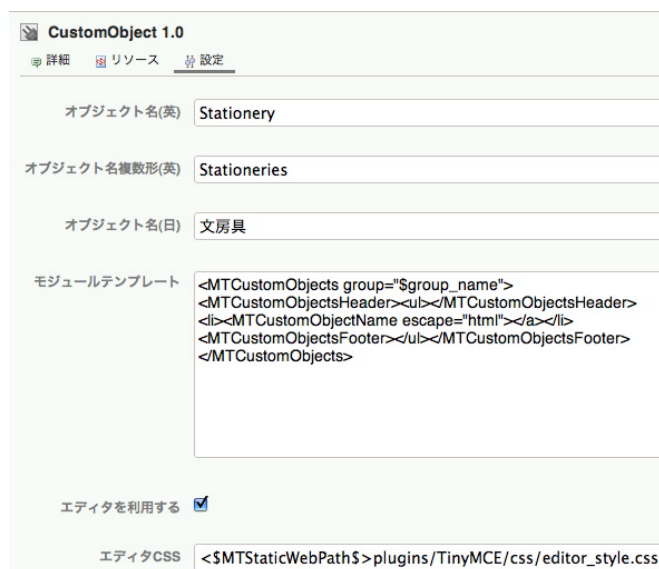 CustomObject 1.0
詳細 リソース 設定
オブジェクト名(英) Stationery
オブジェクト名複数形(英) Stationeries
オブジェクト名(日) 文房具
モジュールテンプレート <MTCustomObjects group="$group_name">
<MTCustomObjectsHeader><ul></MTCustomObjectsHeader>
<li><MTCustomObjectName escape="html"></a></li>
<MTCustomObjectsFooter></ul></MTCustomObjectsFooter>
</MTCustomObjects>
エディタを利用する
エディタCSS <$MTStaticWebPath$>plugins/TinyMCE/css/editor_style.css